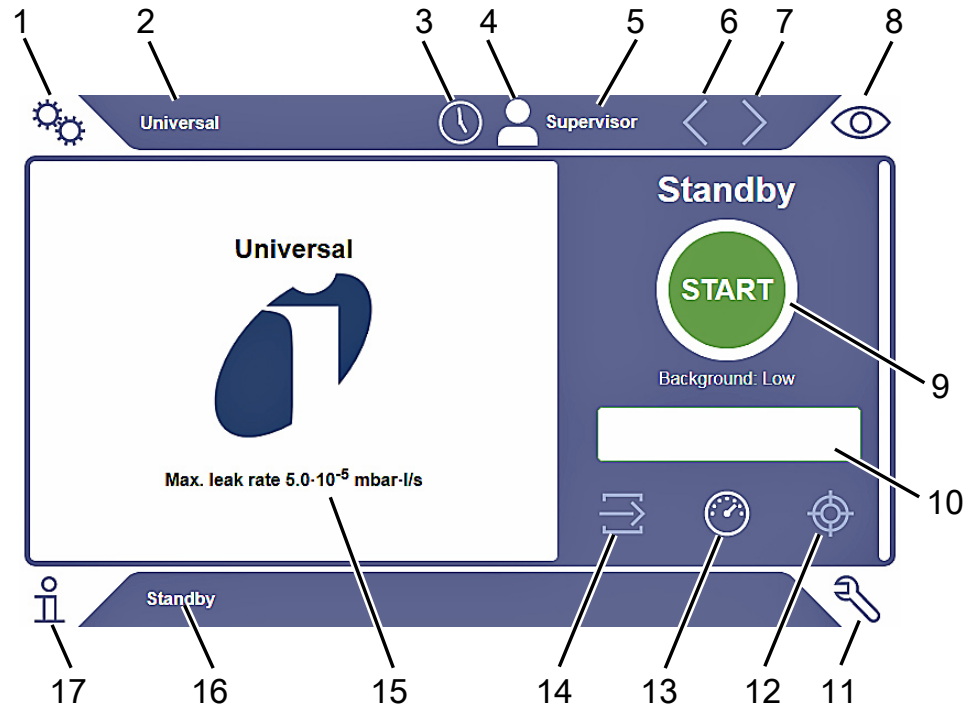 1 2 3 4 5 6 7 8
Universal
Supervisor
Standby
Universal
START
Background: Low
9
Max. leak rate 5.0·10⁻⁵ mbar·l/s
10
Standby
17 16 15 14 13 12 11